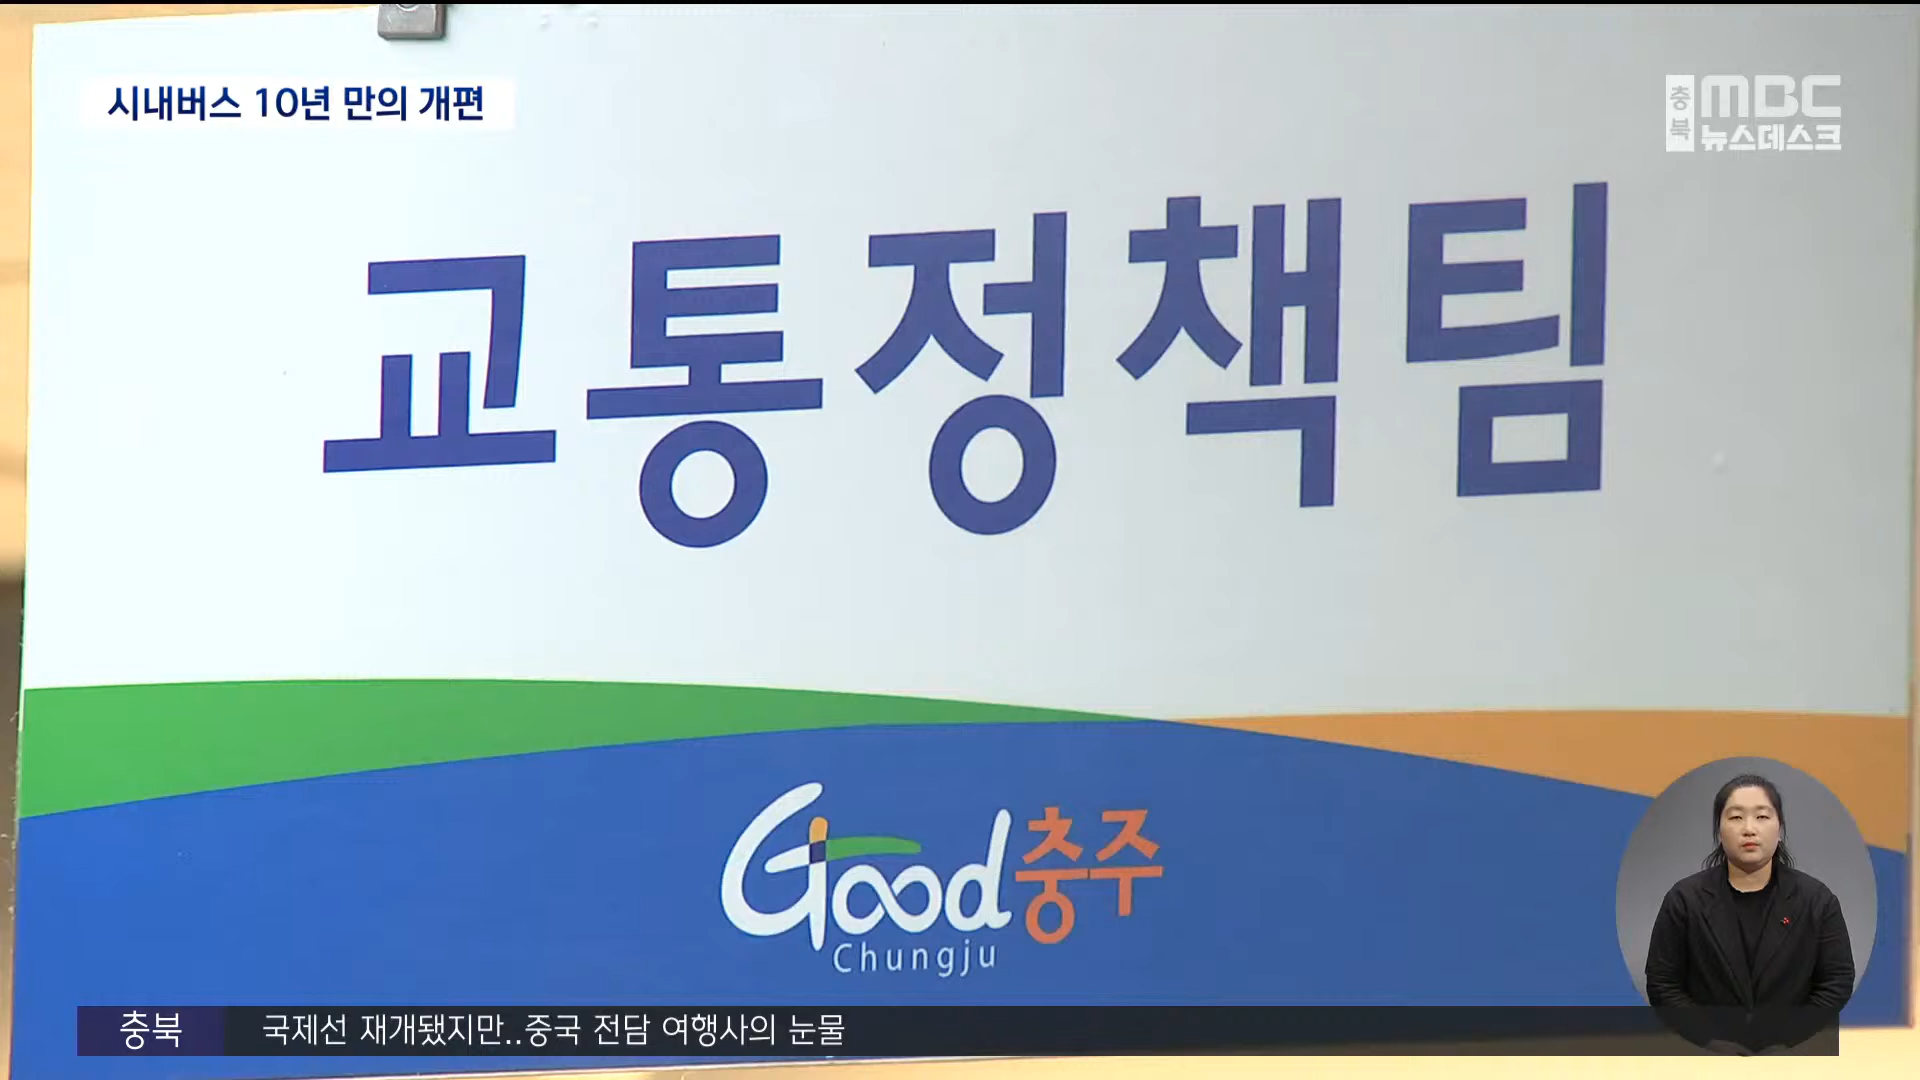 시내버스 10년 만의 개편
충북 MBC
뉴스데스크
교통정책팀
Good충주
Chungju
충북 국제선 재개됐지만..중국 전담 여행사의 눈물